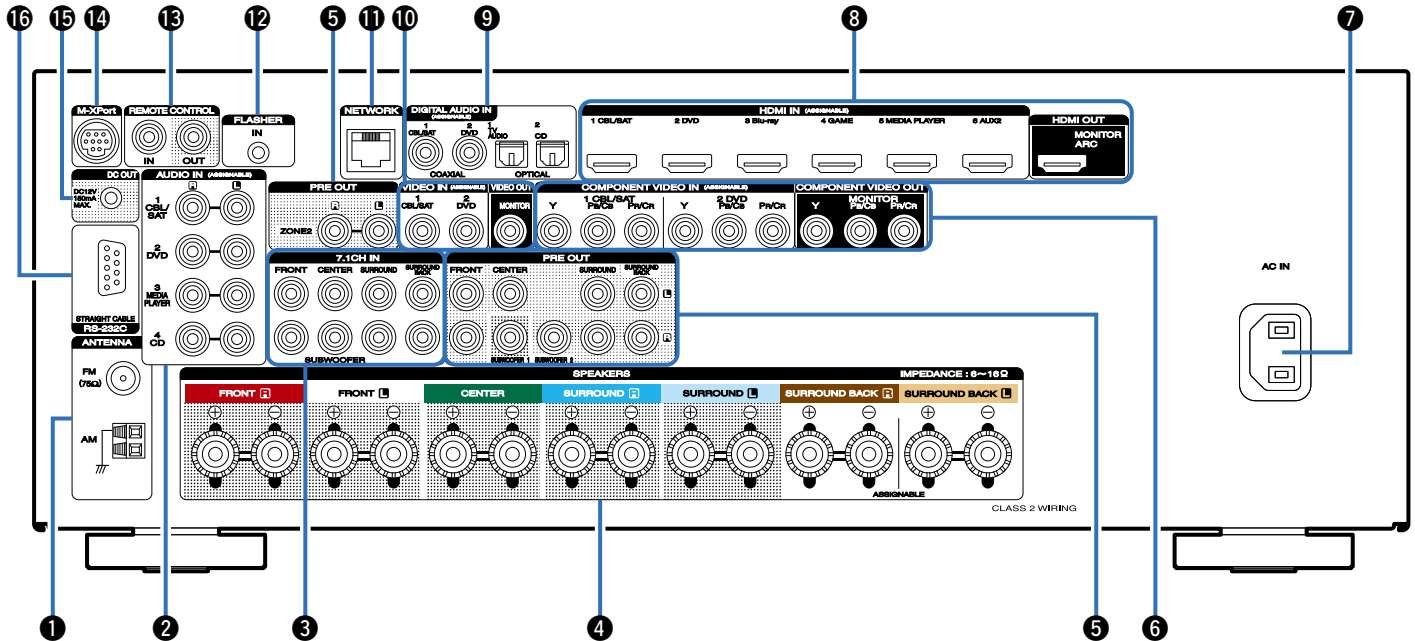 16 15 14 13 12 5 11 10 9 8 7
M-XPort
REMOTE CONTROL
IN OUT
FLASHER
IN
NETWORK
DIGITAL AUDIO IN
(ASSIGNABLE)
1 CBL/SAT
2 DVD
1 TV AUDIO
2 CD
COAXIAL OPTICAL
HDMI IN (ASSIGNABLE)
1 CBL/SAT 2 DVD 3 Blu-ray 4 GAME 5 MEDIA PLAYER 6 AUX2
HDMI OUT
MONITOR
ARC
DC OUT
DC12V
150mA
MAX.
AUDIO IN (ASSIGNABLE)
R L
1
CBL/
SAT
2
DVD
3
MEDIA
PLAYER
4
CD
PRE OUT
R L
ZONE2
VIDEO IN (ASSIGNABLE)
1 CBL/SAT
2 DVD
VIDEO OUT
MONITOR
COMPONENT VIDEO IN (ASSIGNABLE)
1 CBL/SAT
Y PB/CB PR/CR
2 DVD
Y PB/CB PR/CR
COMPONENT VIDEO OUT
MONITOR
Y PB/CB PR/CR
STRAIGHT CABLE
RS-232C
7.1CH IN
FRONT CENTER SURROUND SURROUND BACK
SUBWOOFER
PRE OUT
FRONT CENTER SURROUND SURROUND BACK
L
R
SUBWOOFER 1 SUBWOOFER 2
AC IN
ANTENNA
FM
(75Ω)
AM
SPEAKERS
IMPEDANCE : 6~16Ω
FRONT R FRONT L CENTER SURROUND R SURROUND L SURROUND BACK R SURROUND BACK L
+ − + − + − + − + − + − + −
ASSIGNABLE
CLASS 2 WIRING
1 2 3 4 5 6